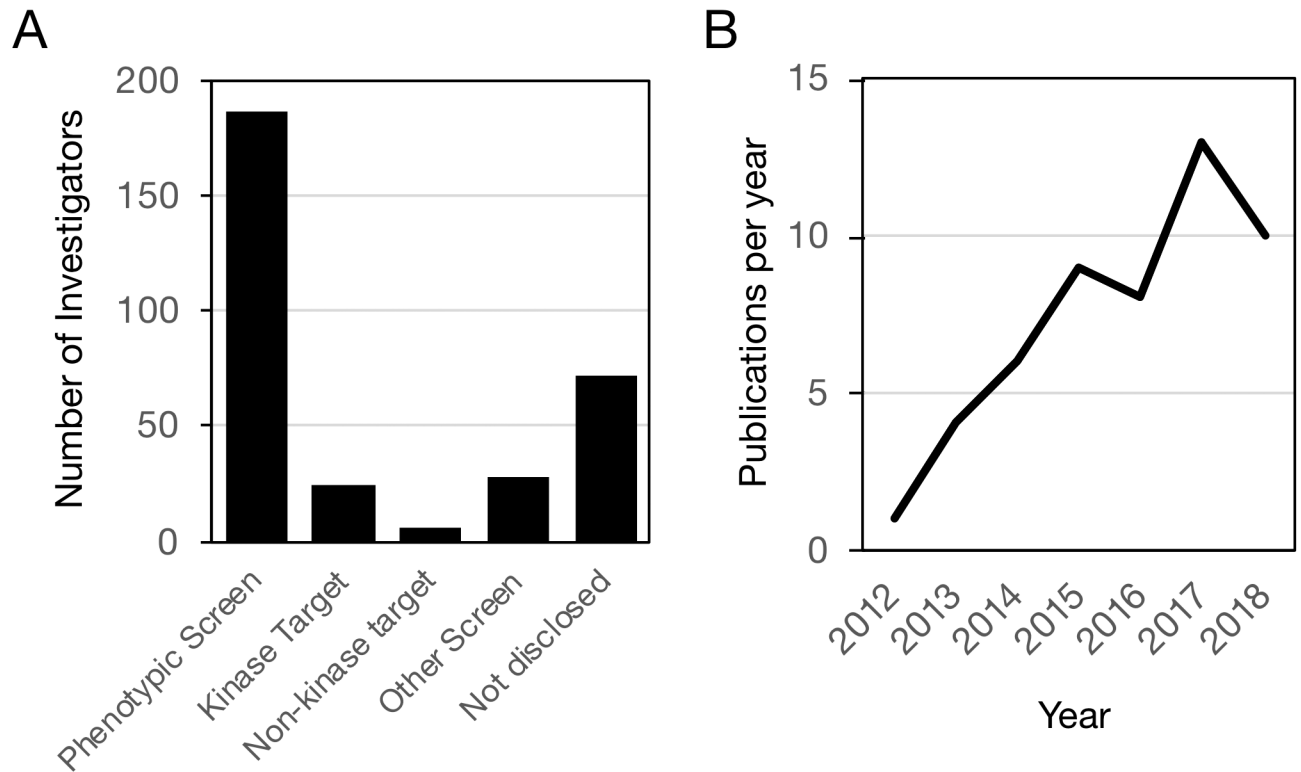 A
Number of Investigators
200
150
100
50
0
Phenotypic Screen
Kinase Target
Non-kinase target
Other Screen
Not disclosed
B
Publications per year
15
10
5
0
2012
2013
2014
2015
2016
2017
2018
Year